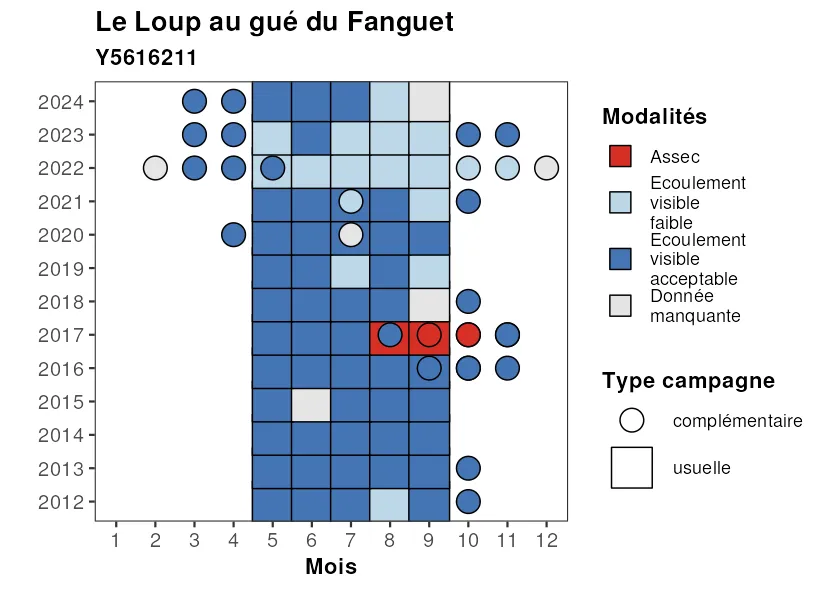 Le Loup au gué du Fanguet
Y5616211
2024
2023
2022
2021
2020
2019
2018
2017
2016
2015
2014
2013
2012
1 2 3 4 5 6 7 8 9 10 11 12
Mois
Modalités
Assec
Ecoulement
visible
faible
Ecoulement
visible
acceptable
Donnée
manquante
Type campagne
complémentaire
usuelle